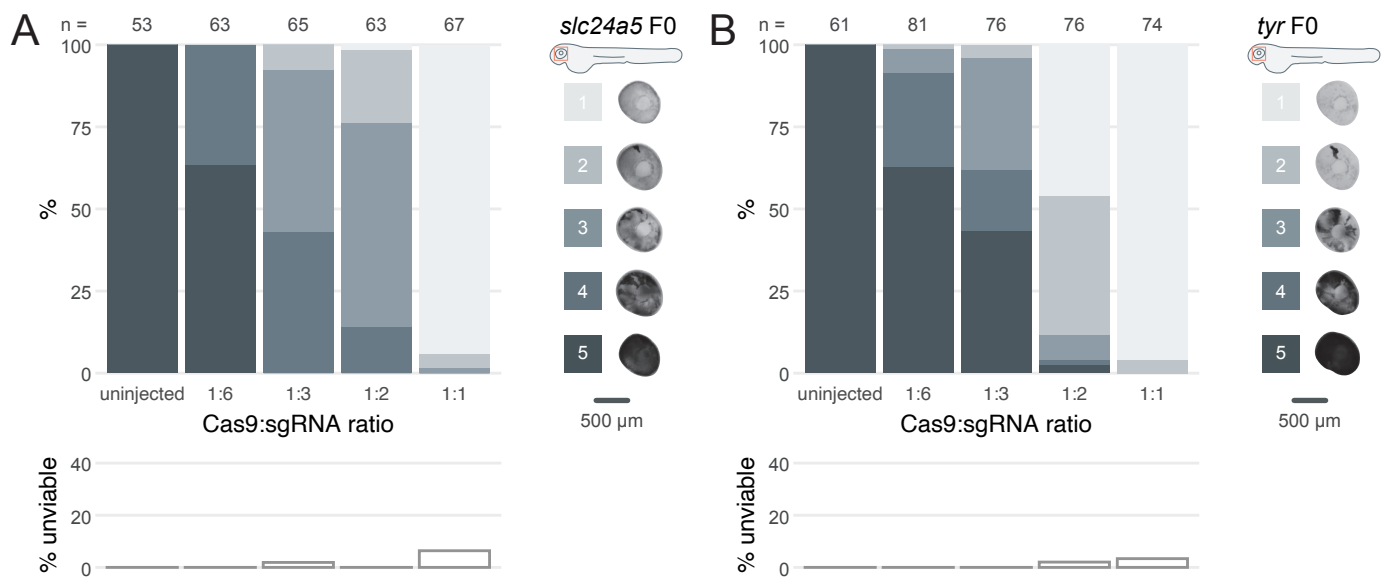 A
n = 53 63 65 63 67
slc24a5 F0
100
75
50
25
0
%
uninjected 1:6 1:3 1:2 1:1
Cas9:sgRNA ratio
1
2
3
4
5
500 µm
40
20
0
% unviable
B
n = 61 81 76 76 74
tyr F0
100
75
50
25
0
%
uninjected 1:6 1:3 1:2 1:1
Cas9:sgRNA ratio
1
2
3
4
5
500 µm
40
20
0
% unviable